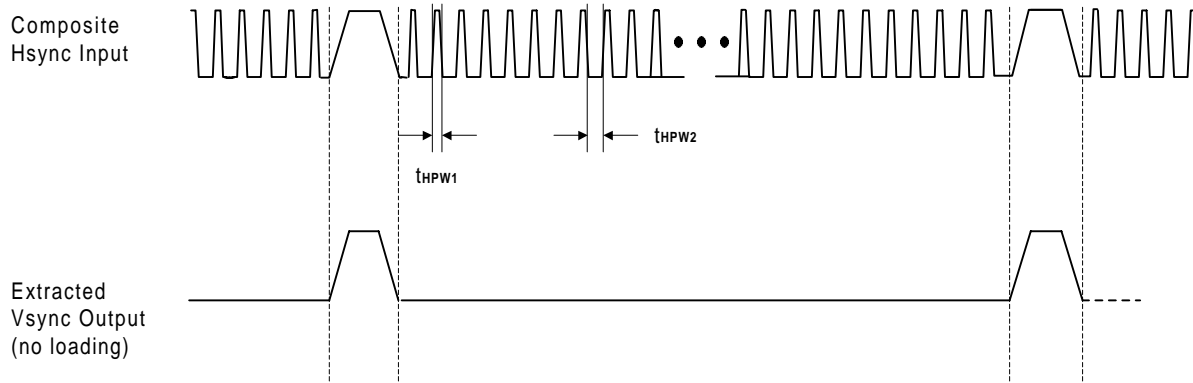 Composite
Hsync Input
tHPW1
tHPW2
Extracted
Vsync Output
(no loading)